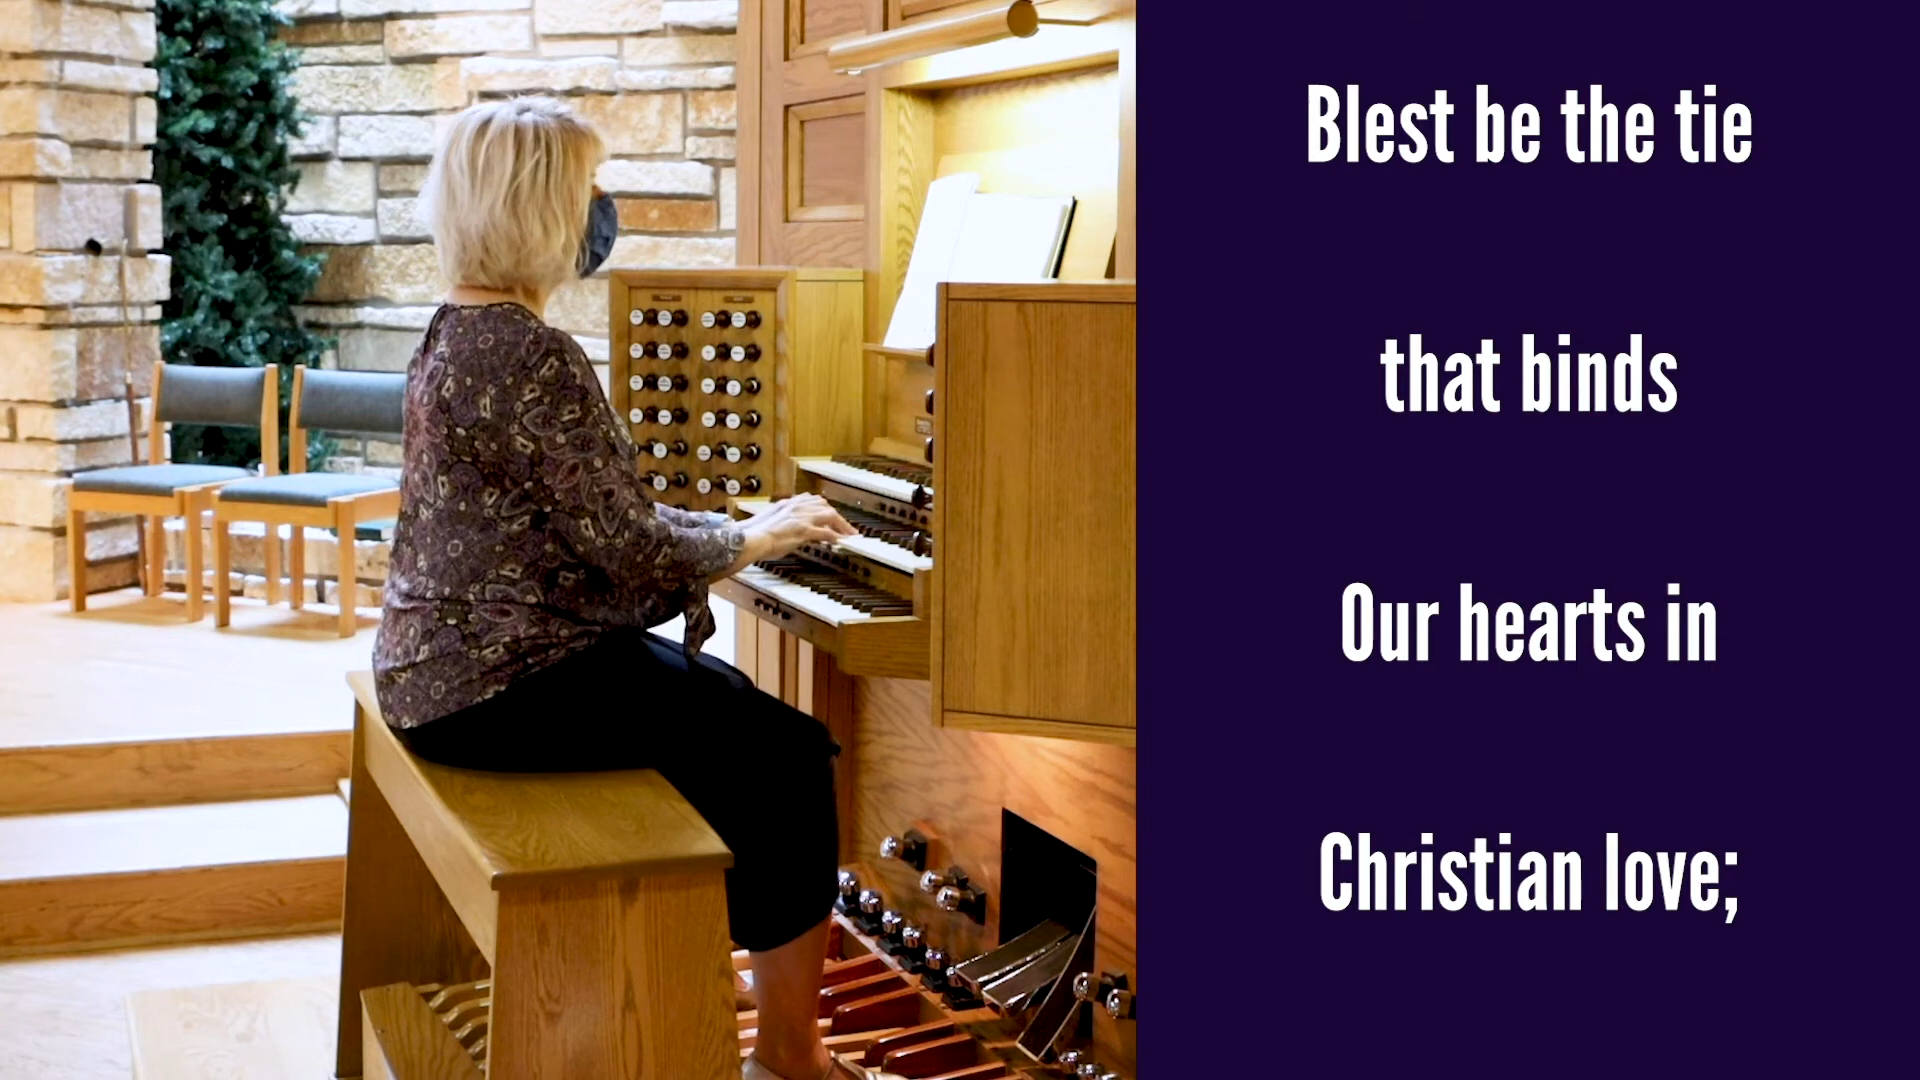 Blest be the tie
that binds
Our hearts in
Christian love;